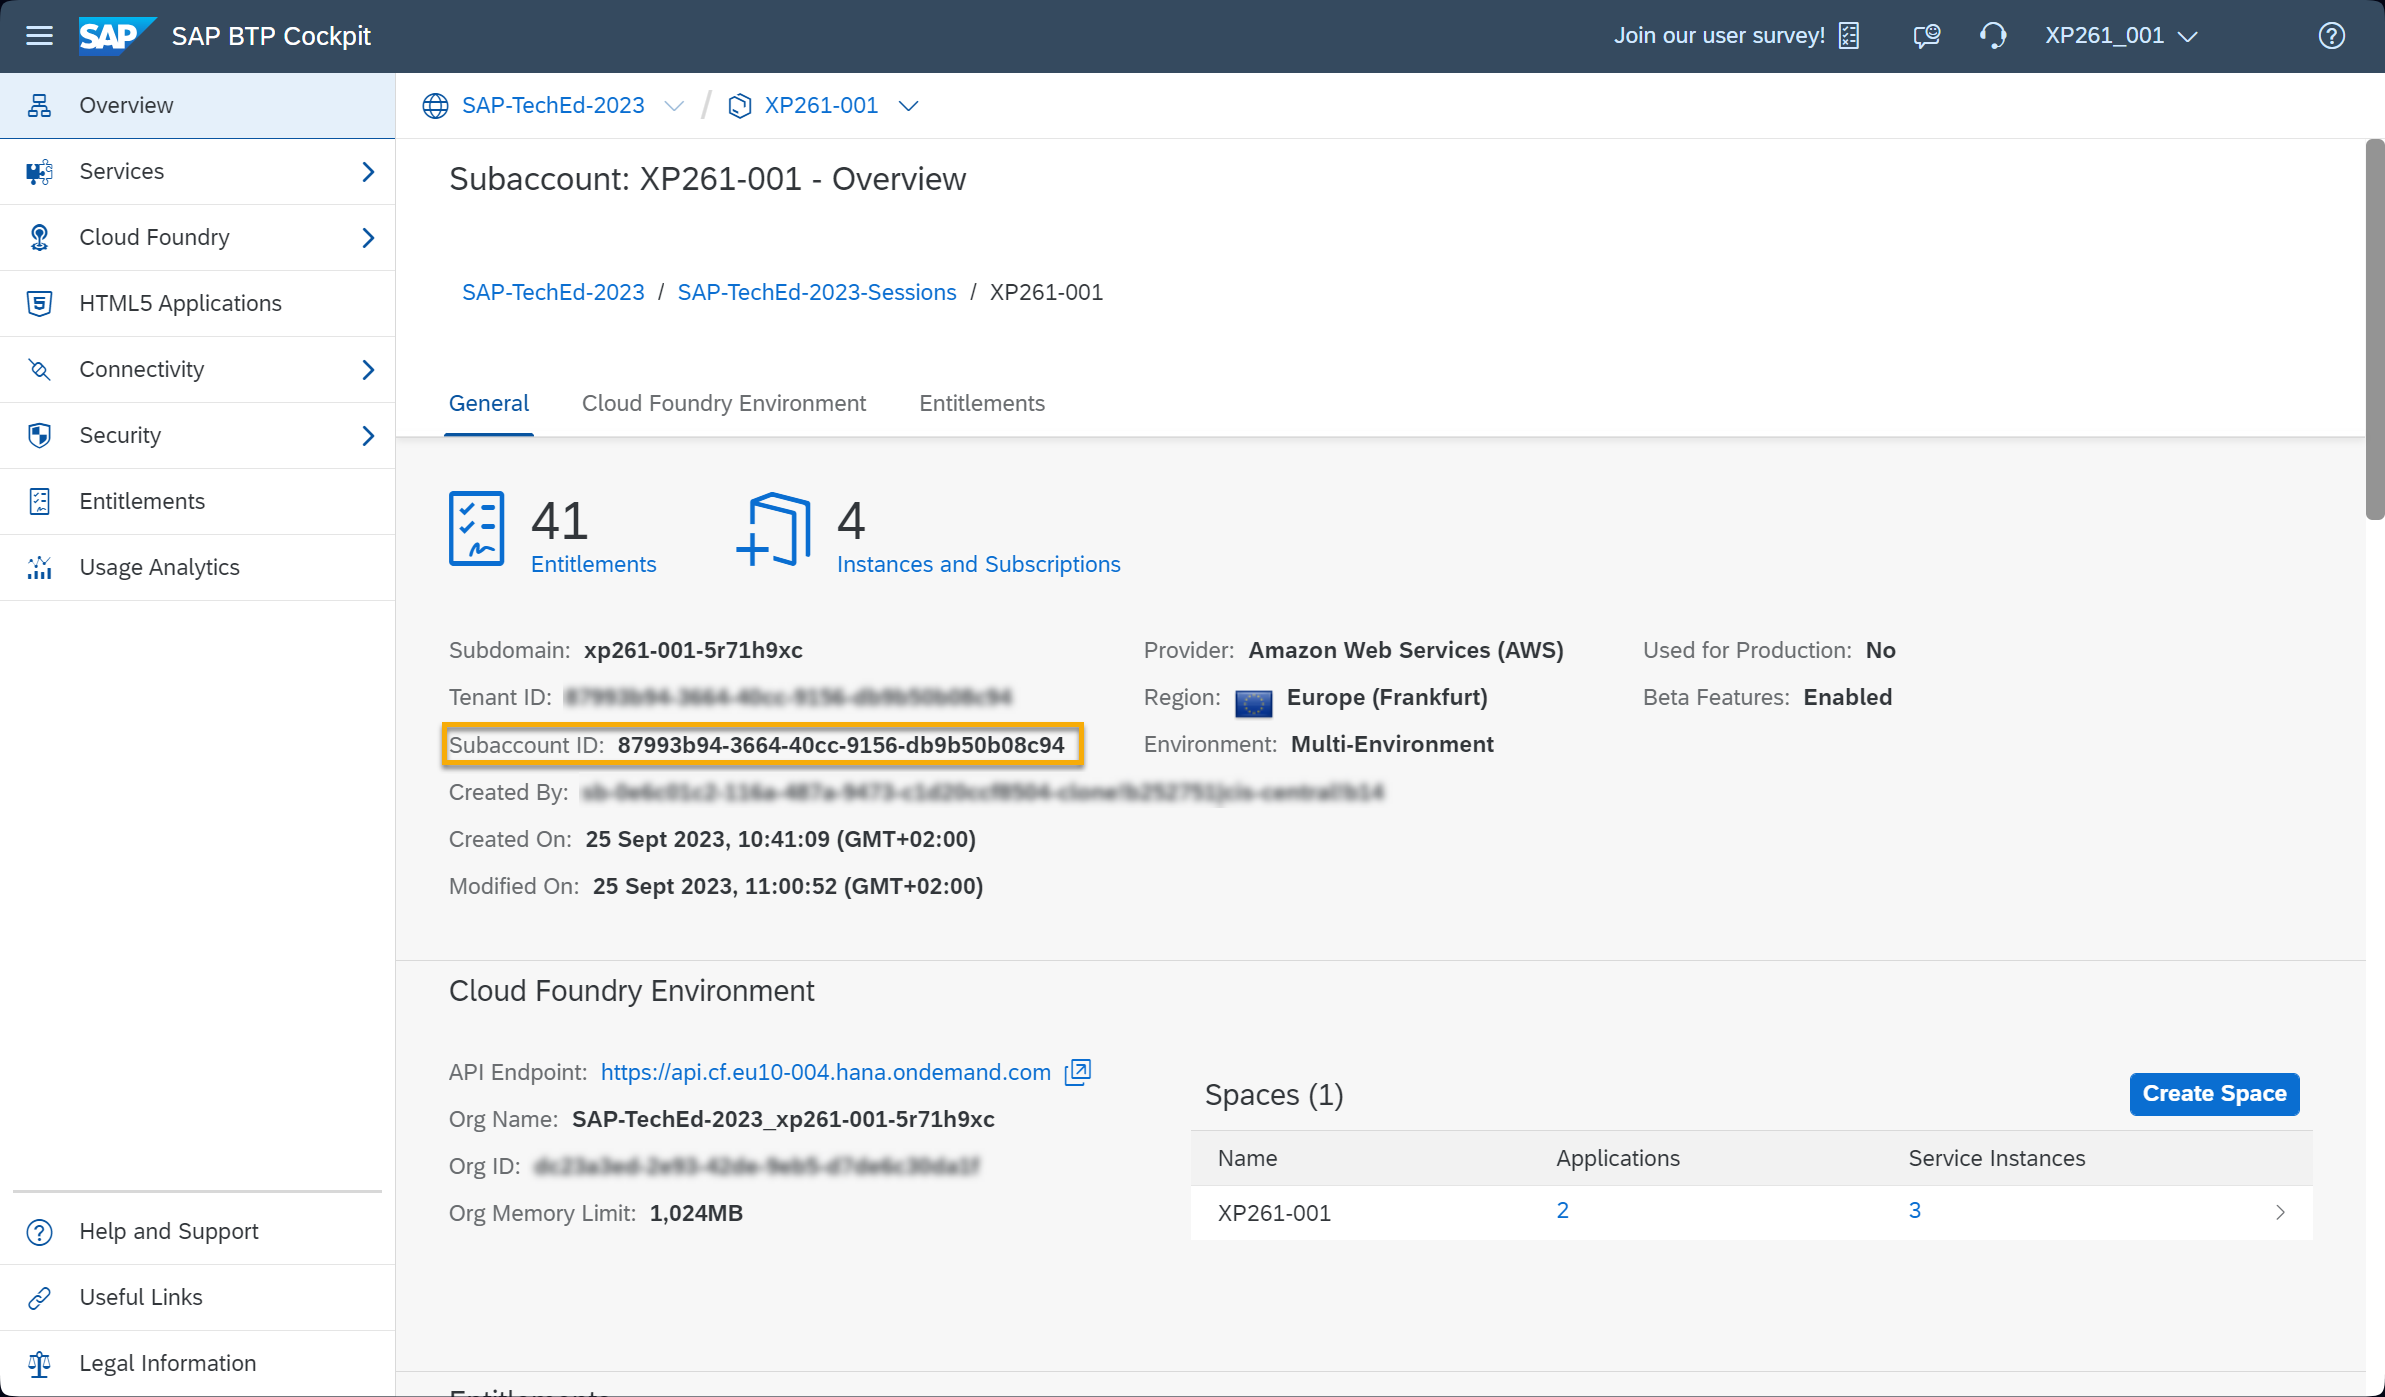 SAP SAP BTP Cockpit
Join our user survey!
XP261_001
Overview
Services
Cloud Foundry
HTML5 Applications
Connectivity
Security
Entitlements
Usage Analytics
Help and Support
Useful Links
Legal Information
SAP-TechEd-2023 / XP261-001
Subaccount: XP261-001 - Overview
SAP-TechEd-2023 / SAP-TechEd-2023-Sessions / XP261-001
General Cloud Foundry Environment Entitlements
41
Entitlements
4
Instances and Subscriptions
Subdomain: xp261-001-5r71h9xc
Tenant ID:
Subaccount ID: 87993b94-3664-40cc-9156-db9b50b08c94
Created By:
Created On: 25 Sept 2023, 10:41:09 (GMT+02:00)
Modified On: 25 Sept 2023, 11:00:52 (GMT+02:00)
Provider: Amazon Web Services (AWS)
Region: Europe (Frankfurt)
Environment: Multi-Environment
Used for Production: No
Beta Features: Enabled
Cloud Foundry Environment
API Endpoint: https://api.cf.eu10-004.hana.ondemand.com
Org Name: SAP-TechEd-2023_xp261-001-5r71h9xc
Org ID:
Org Memory Limit: 1,024MB
Spaces (1)
Create Space
Name Applications Service Instances
XP261-001 2 3